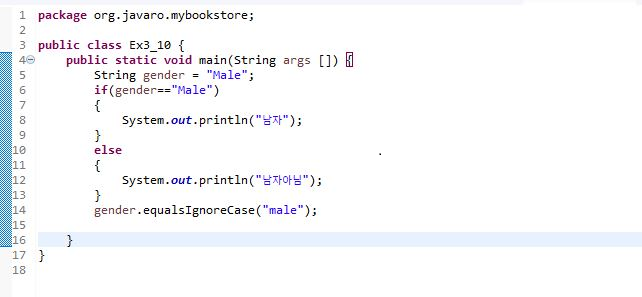 1 package org.javaro.mybookstore;
2
3 public class Ex3_10 {
4 public static void main(String args []) {
5 String gender = "Male";
6 if(gender=="Male")
7 {
8 System.out.println("남자");
9 }
10 else
11 {
12 System.out.println("남자아님");
13 }
14 gender.equalsIgnoreCase("male");
15
16 }
17 }
18